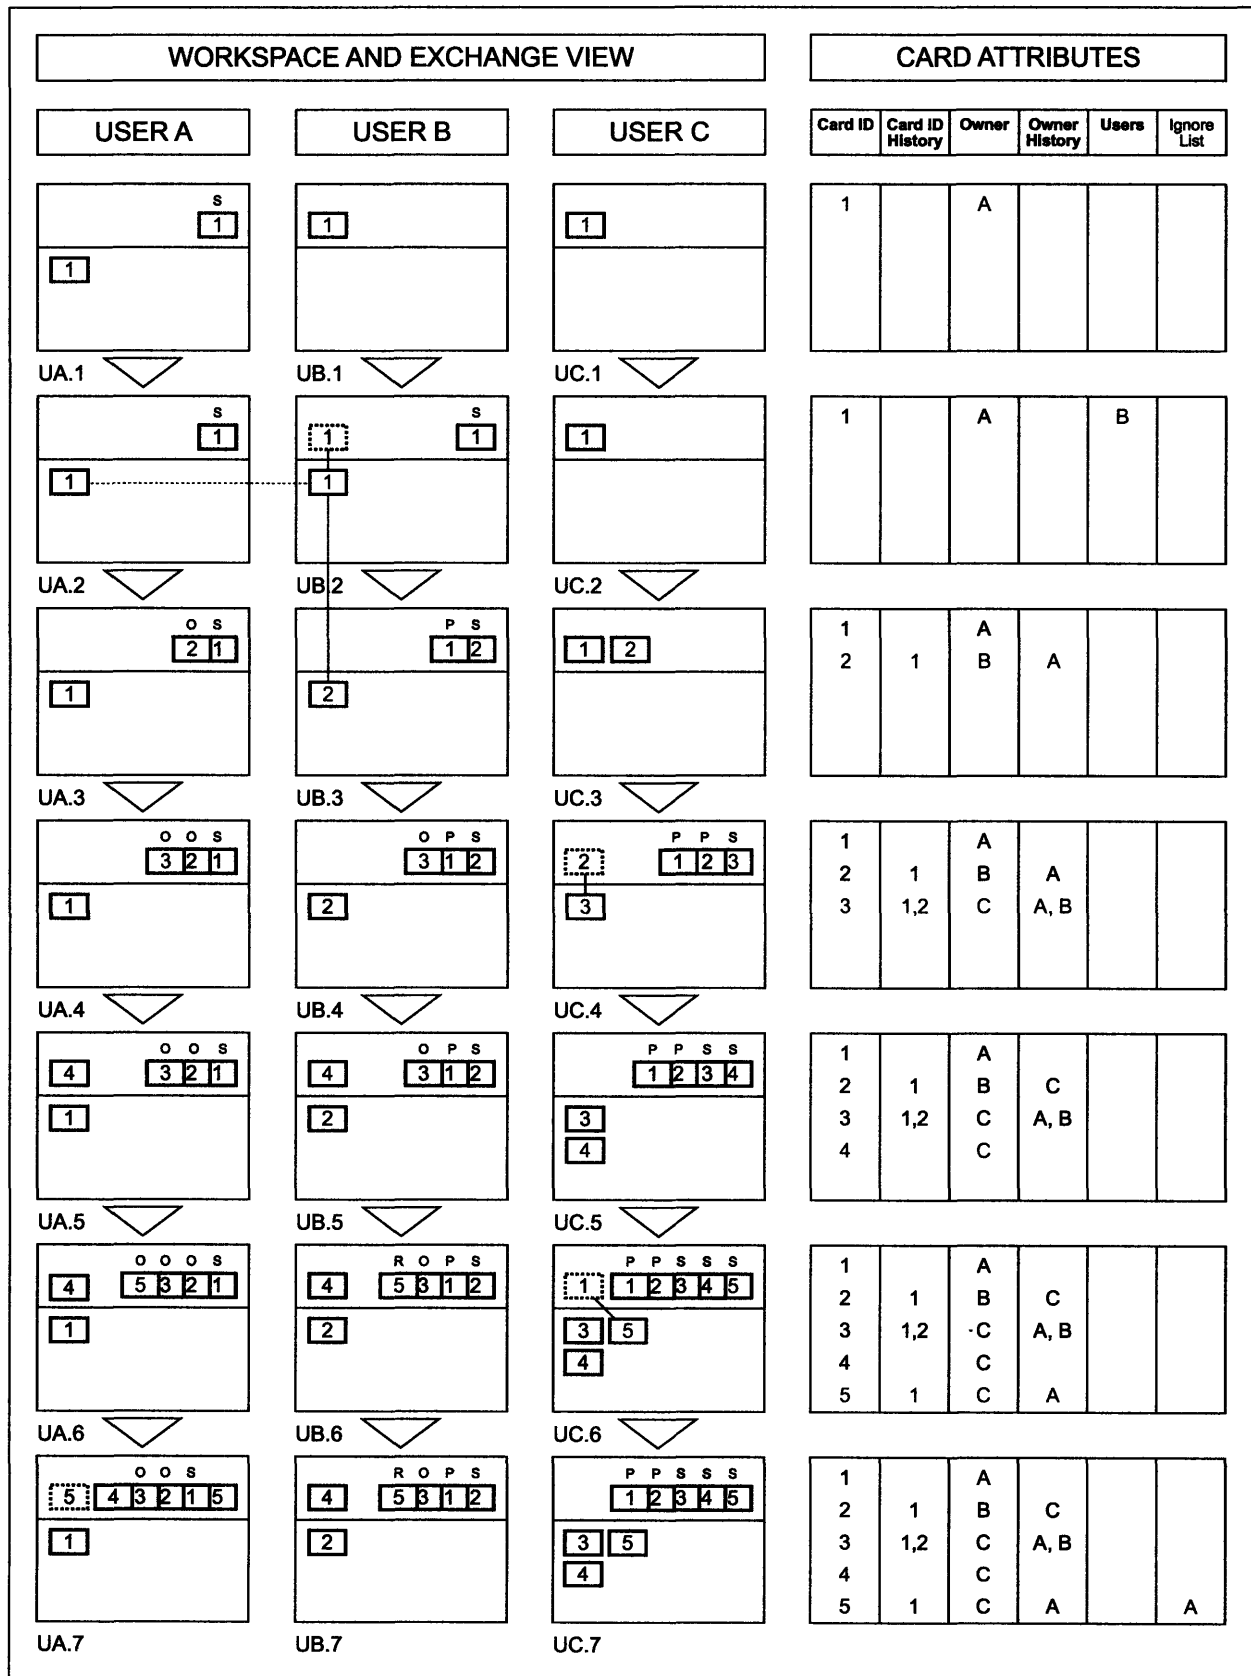 WORKSPACE AND EXCHANGE VIEW CARD ATTRIBUTES
USER A USER B USER C Card ID Card ID History Owner Owner History Users Ignore List
S
1 1 1 1 A
1
UA.1 UB.1 UC.1
S S
1 1 1 1 1 A B
1 1
UA.2 UB.2 UC.2
O S P S 1 A
2 1 1 2 1 2 2 1 B A
1 2
UA.3 UB.3 UC.3
O O S O P S P P S 1 A
3 2 1 3 1 2 2 1 2 3 2 1 B A
1 2 3 3 1,2 C A, B
UA.4 UB.4 UC.4
O O S O P S P P S S 1 A
4 3 2 1 4 3 1 2 1 2 3 4 2 1 B C
1 2 3 3 1,2 C A, B
4 4 C
UA.5 UB.5 UC.5
O O O S R O P S P P S S S 1 A
4 5 3 2 1 4 5 3 1 2 1 1 2 3 4 5 2 1 B C
1 2 3 5 3 1,2 C A, B
4 4 C
5 1 C A
UA.6 UB.6 UC.6
O O S R O P S P P S S S 1 A
5 4 3 2 1 5 4 5 3 1 2 1 2 3 4 5 2 1 B C
1 2 3 5 3 1,2 C A, B
4 4 C
5 1 C A A
UA.7 UB.7 UC.7